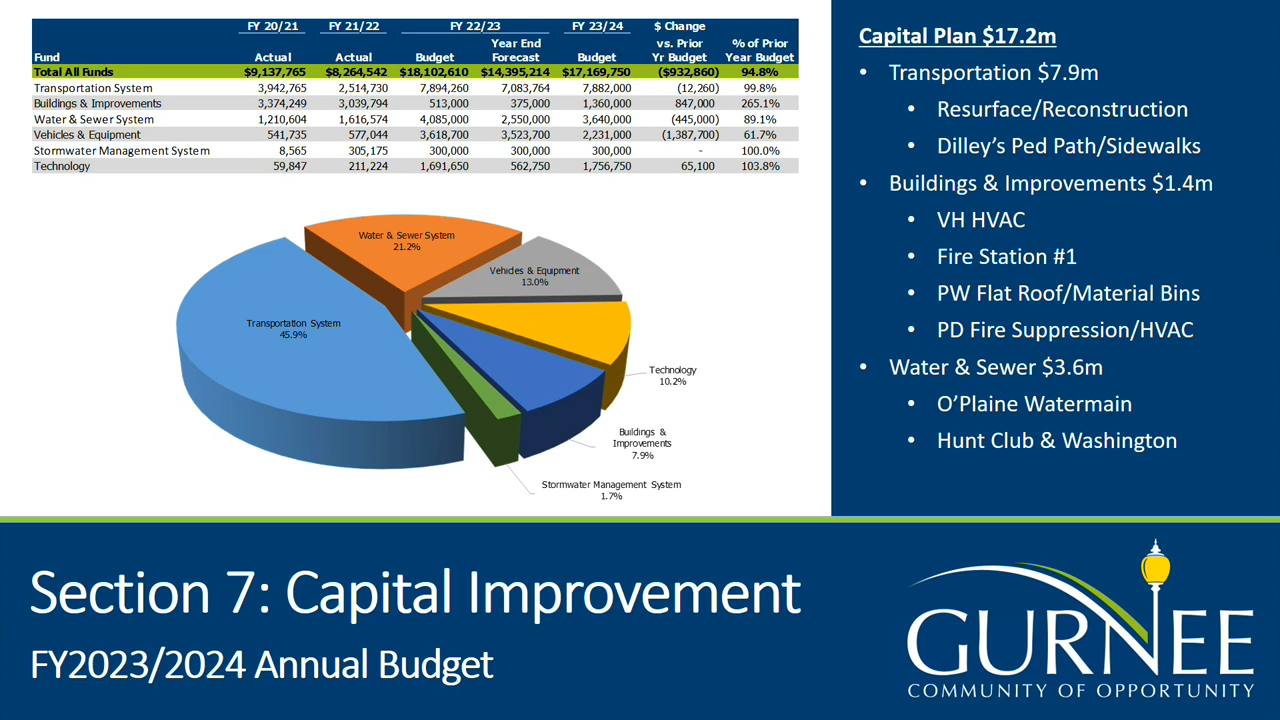 FY 20/21 FY 21/22 FY 22/23 FY 23/24 $ Change
Year End vs. Prior % of Prior
Fund Actual Actual Budget Forecast Budget Yr Budget Year Budget
Total All Funds $9,137,765 $8,264,542 $18,102,610 $14,395,214 $17,169,750 ($932,860) 94.8%
Transportation System 3,942,765 2,514,730 7,894,260 7,083,764 7,882,000 (12,260) 99.8%
Buildings & Improvements 3,374,249 3,039,794 513,000 375,000 1,360,000 847,000 265.1%
Water & Sewer System 1,210,604 1,616,574 4,085,000 2,550,000 3,640,000 (445,000) 89.1%
Vehicles & Equipment 541,735 577,044 3,618,700 3,523,700 2,231,000 (1,387,700) 61.7%
Stormwater Management System 8,565 305,175 300,000 300,000 300,000 - 100.0%
Technology 59,847 211,224 1,691,650 562,750 1,756,750 65,100 103.8%
Water & Sewer System
21.2%
Vehicles & Equipment
13.0%
Transportation System
45.9%
Technology
10.2%
Buildings &
Improvements
7.9%
Stormwater Management System
1.7%
Capital Plan $17.2m
• Transportation $7.9m
• Resurface/Reconstruction
• Dilley's Ped Path/Sidewalks
• Buildings & Improvements $1.4m
• VH HVAC
• Fire Station #1
• PW Flat Roof/Material Bins
• PD Fire Suppression/HVAC
• Water & Sewer $3.6m
• O'Plaine Watermain
• Hunt Club & Washington
Section 7: Capital Improvement
FY2023/2024 Annual Budget
GURNEE
COMMUNITY OF OPPORTUNITY